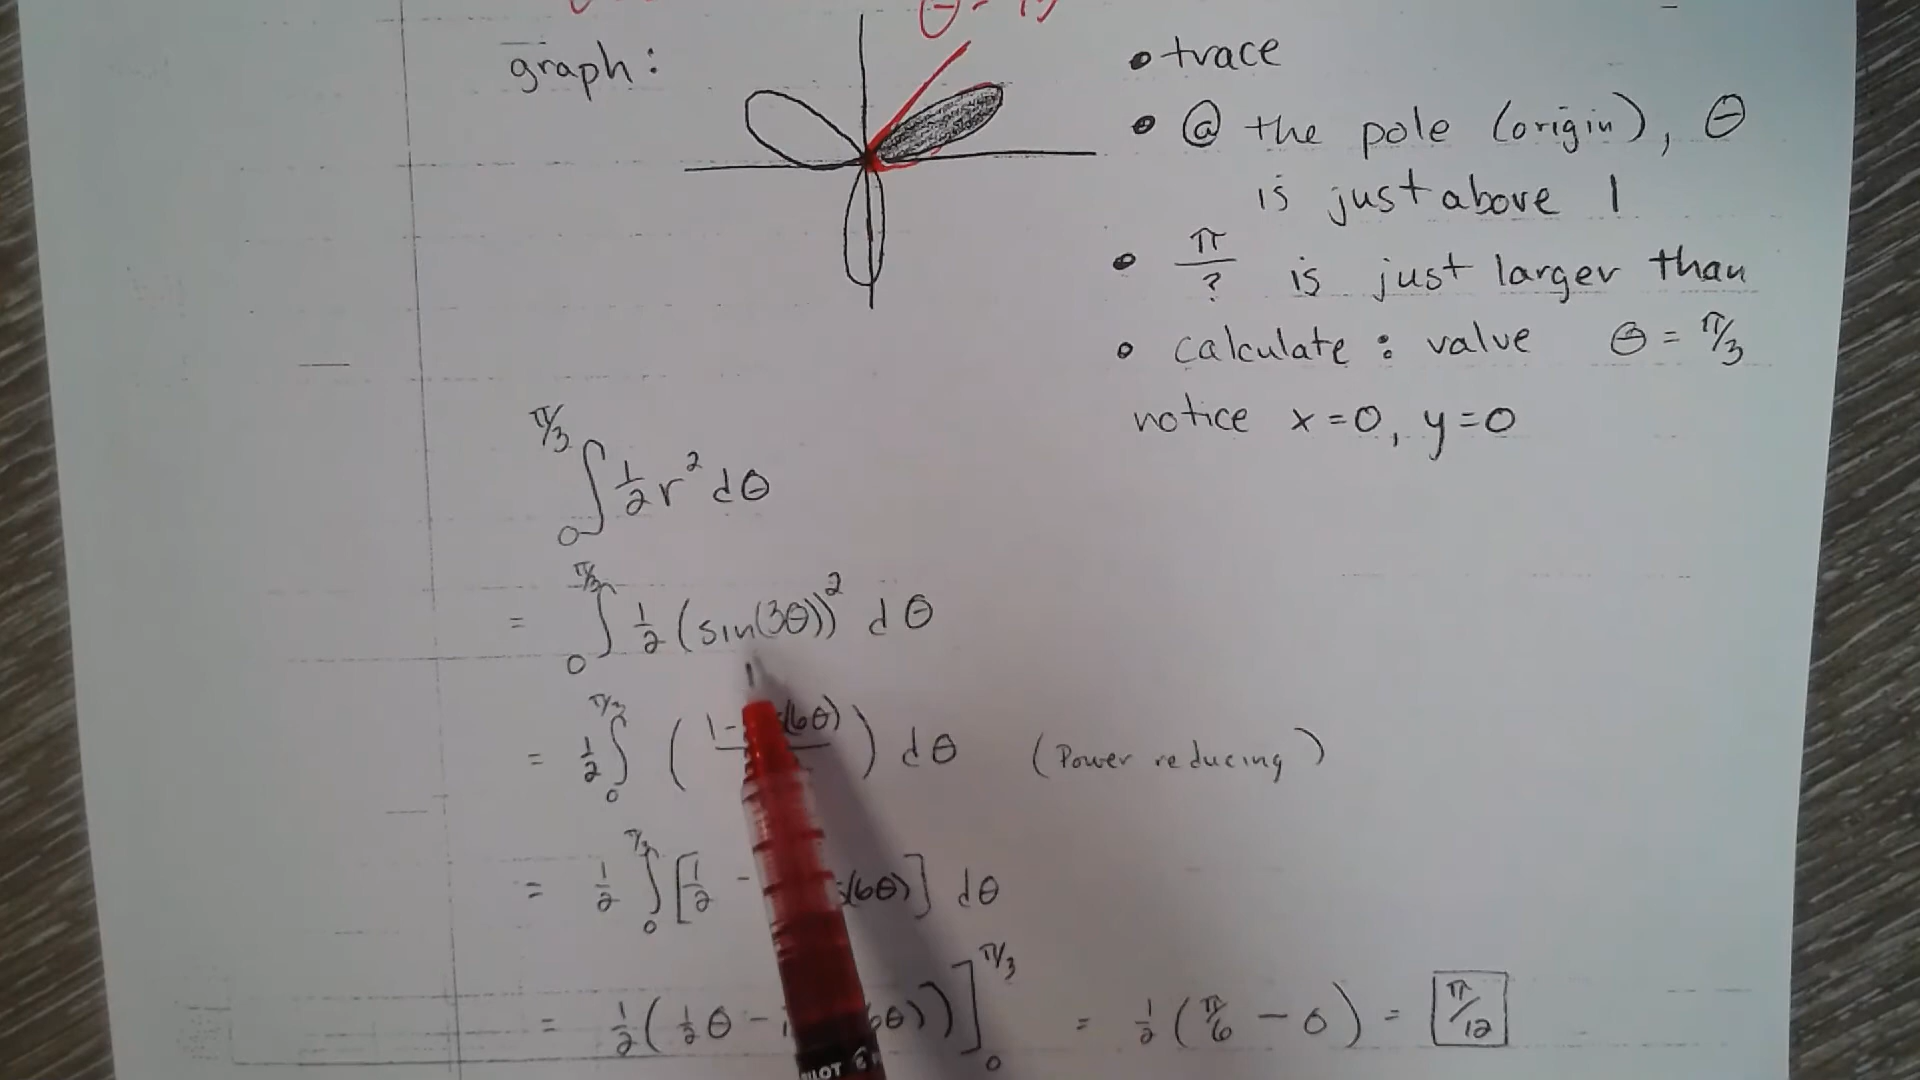 graph:
• trace
• @ the pole (origin), θ
is just above 1
• π/? is just larger than
• calculate : value θ = π/3
notice x=0, y=0
∫₀^(π/3) 1/2 r² dθ
= ∫₀^(π/3) 1/2 (sin(3θ))² dθ
= 1/2 ∫₀^(π/3) ( 1- (6θ) ) dθ (Power reducing)
= 1/2 ∫₀^(π/3) [1/2 - (6θ)] dθ
= 1/2 (1/2 θ - θ))]₀^(π/3) = 1/2 (π/6 - 0) = π/12
PILOT